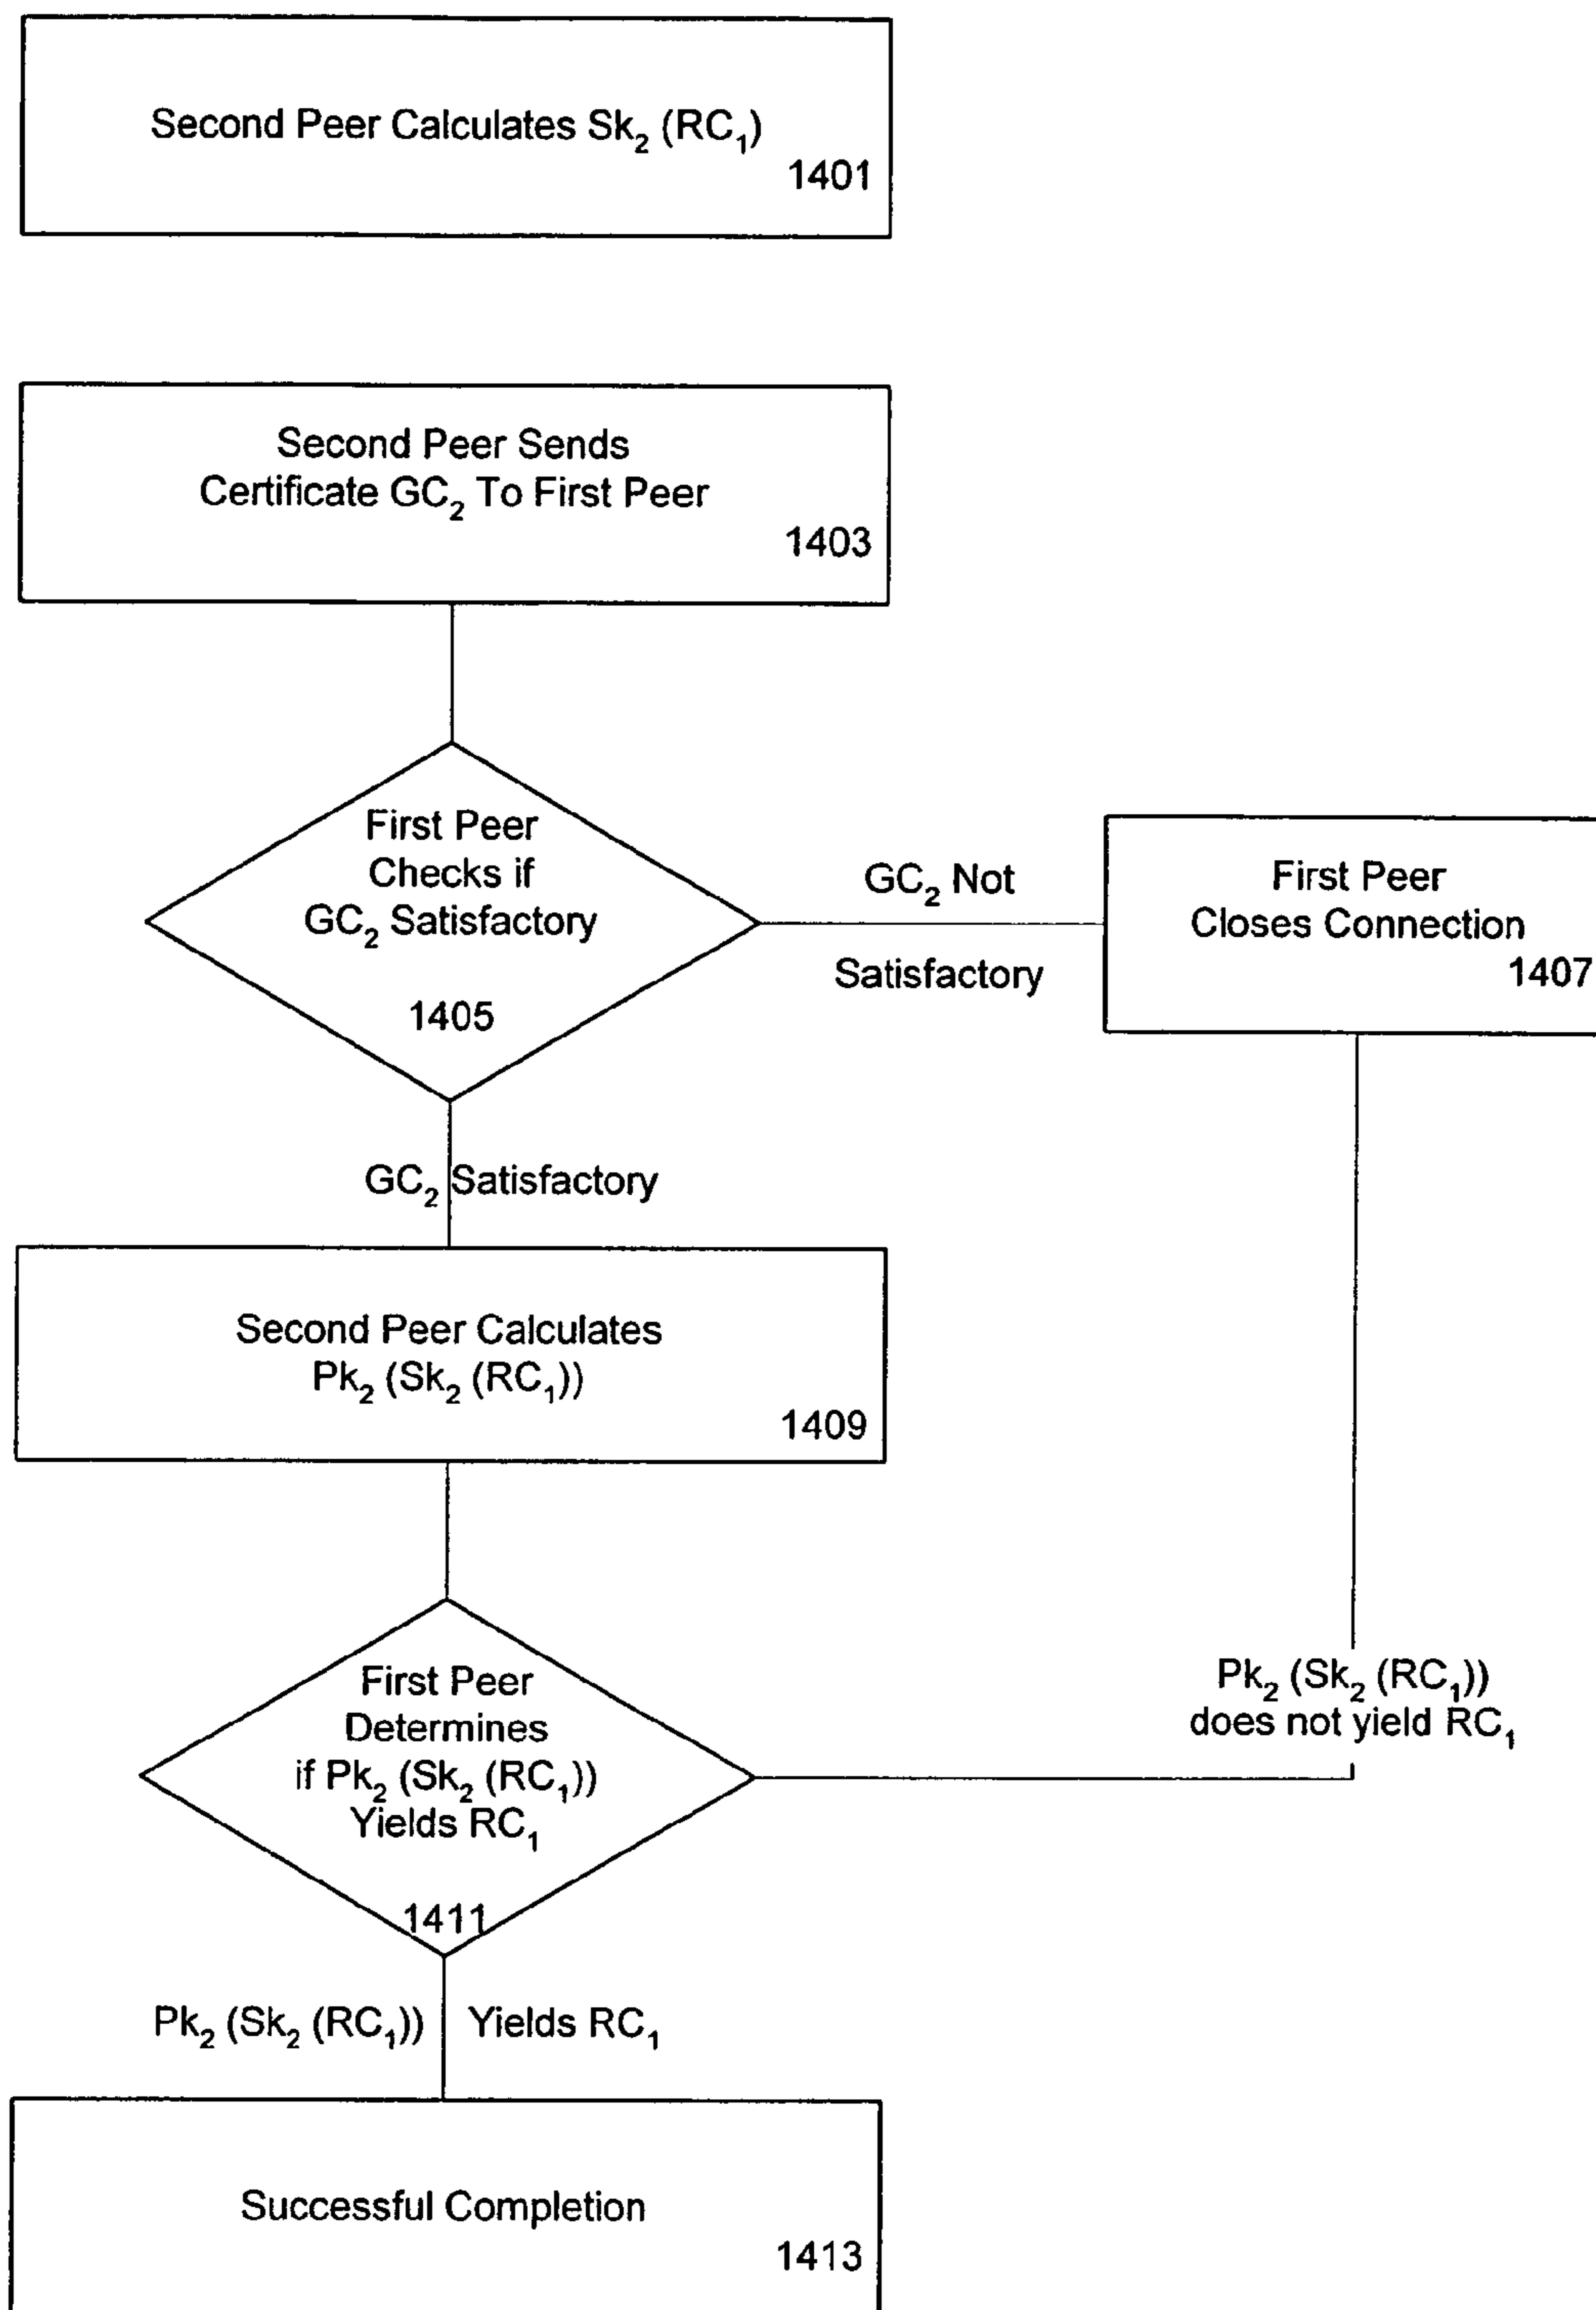 Second Peer Calculates Sk₂ (RC₁)
1401
Second Peer Sends
Certificate GC₂ To First Peer
1403
First Peer
Checks if
GC₂ Satisfactory
1405
GC₂ Not
Satisfactory
First Peer
Closes Connection
1407
GC₂ Satisfactory
Second Peer Calculates
Pk₂ (Sk₂ (RC₁))
1409
First Peer
Determines
if Pk₂ (Sk₂ (RC₁))
Yields RC₁
1411
Pk₂ (Sk₂ (RC₁))
does not yield RC₁
Pk₂ (Sk₂ (RC₁)) Yields RC₁
Successful Completion
1413